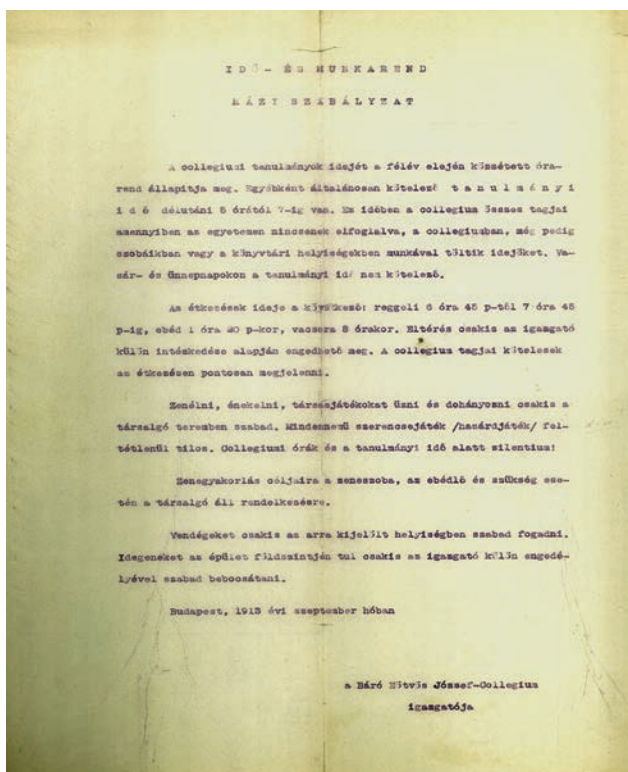 IDŐ- ÉS MUNKAREND
HÁZI SZABÁLYZAT
A collegiumi tanulmányok idejét a félév elején közzétett óra-
rend állapitja meg. Egyébként általánosan kötelező t a n u l m á n y i
i d ő délutáni 5 órától 7-ig van. Ez időben a collegium összes tagjai
amennyiben az egyetemen nincsenek elfoglalva, a collegiumban, még pedig
szobáikban vagy a könyvtári helyiségekben munkával töltik idejöket. Va-
sár- és ünnepnapokon a tanulmányi idő nem kötelező.
Az étkezések ideje a következő: reggeli 6 óra 45 p-től 7 óra 45
p-ig, ebéd 1 óra 20 p-kor, vacsora 8 órakor. Eltérés csakis az igazgató
külön intézkedése alapján engedhető meg. A collegium tagjai kötelesek
az étkezésen pontosan megjelenni.
Zenélni, énekelni, társasjátékokat űzni és dohányozni csakis a
társalgó teremben szabad. Mindennemű szerencsejáték /hazárdjáték/ fel-
tétlenül tilos. Collegiumi órák és a tanulmányi idő alatt silentium!
Zenegyakorlás céljaira a zeneszoba, az ebédlő és szükség ese-
tén a társalgó áll rendelkezésre.
Vendégeket csakis az arra kijelölt helyiségben szabad fogadni.
Idegeneket az épület földszintjén tul csakis az igazgató külön engedé-
lyével szabad bebocsátani.
Budapest, 1913 évi szeptember hóban
a Báró Eötvös József-Collegium
igazgatója